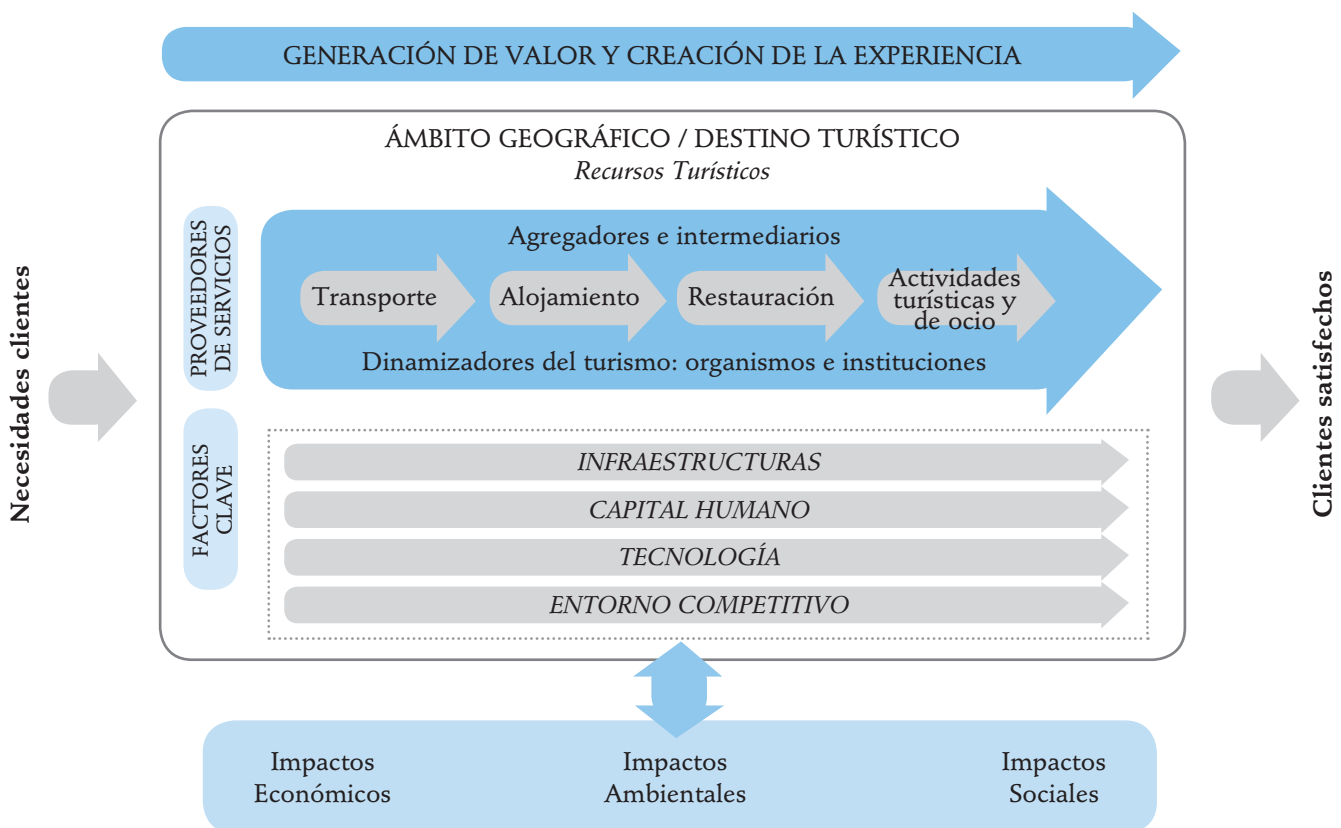 GENERACIÓN DE VALOR Y CREACIÓN DE LA EXPERIENCIA
ÁMBITO GEOGRÁFICO / DESTINO TURÍSTICO
Recursos Turísticos
Necesidades clientes
PROVEEDORES
DE SERVICIOS
Agregadores e intermediarios
Transporte
Alojamiento
Restauración
Actividades
turísticas y
de ocio
Dinamizadores del turismo: organismos e instituciones
FACTORES
CLAVE
INFRAESTRUCTURAS
CAPITAL HUMANO
TECNOLOGÍA
ENTORNO COMPETITIVO
Clientes satisfechos
Impactos
Económicos
Impactos
Ambientales
Impactos
Sociales